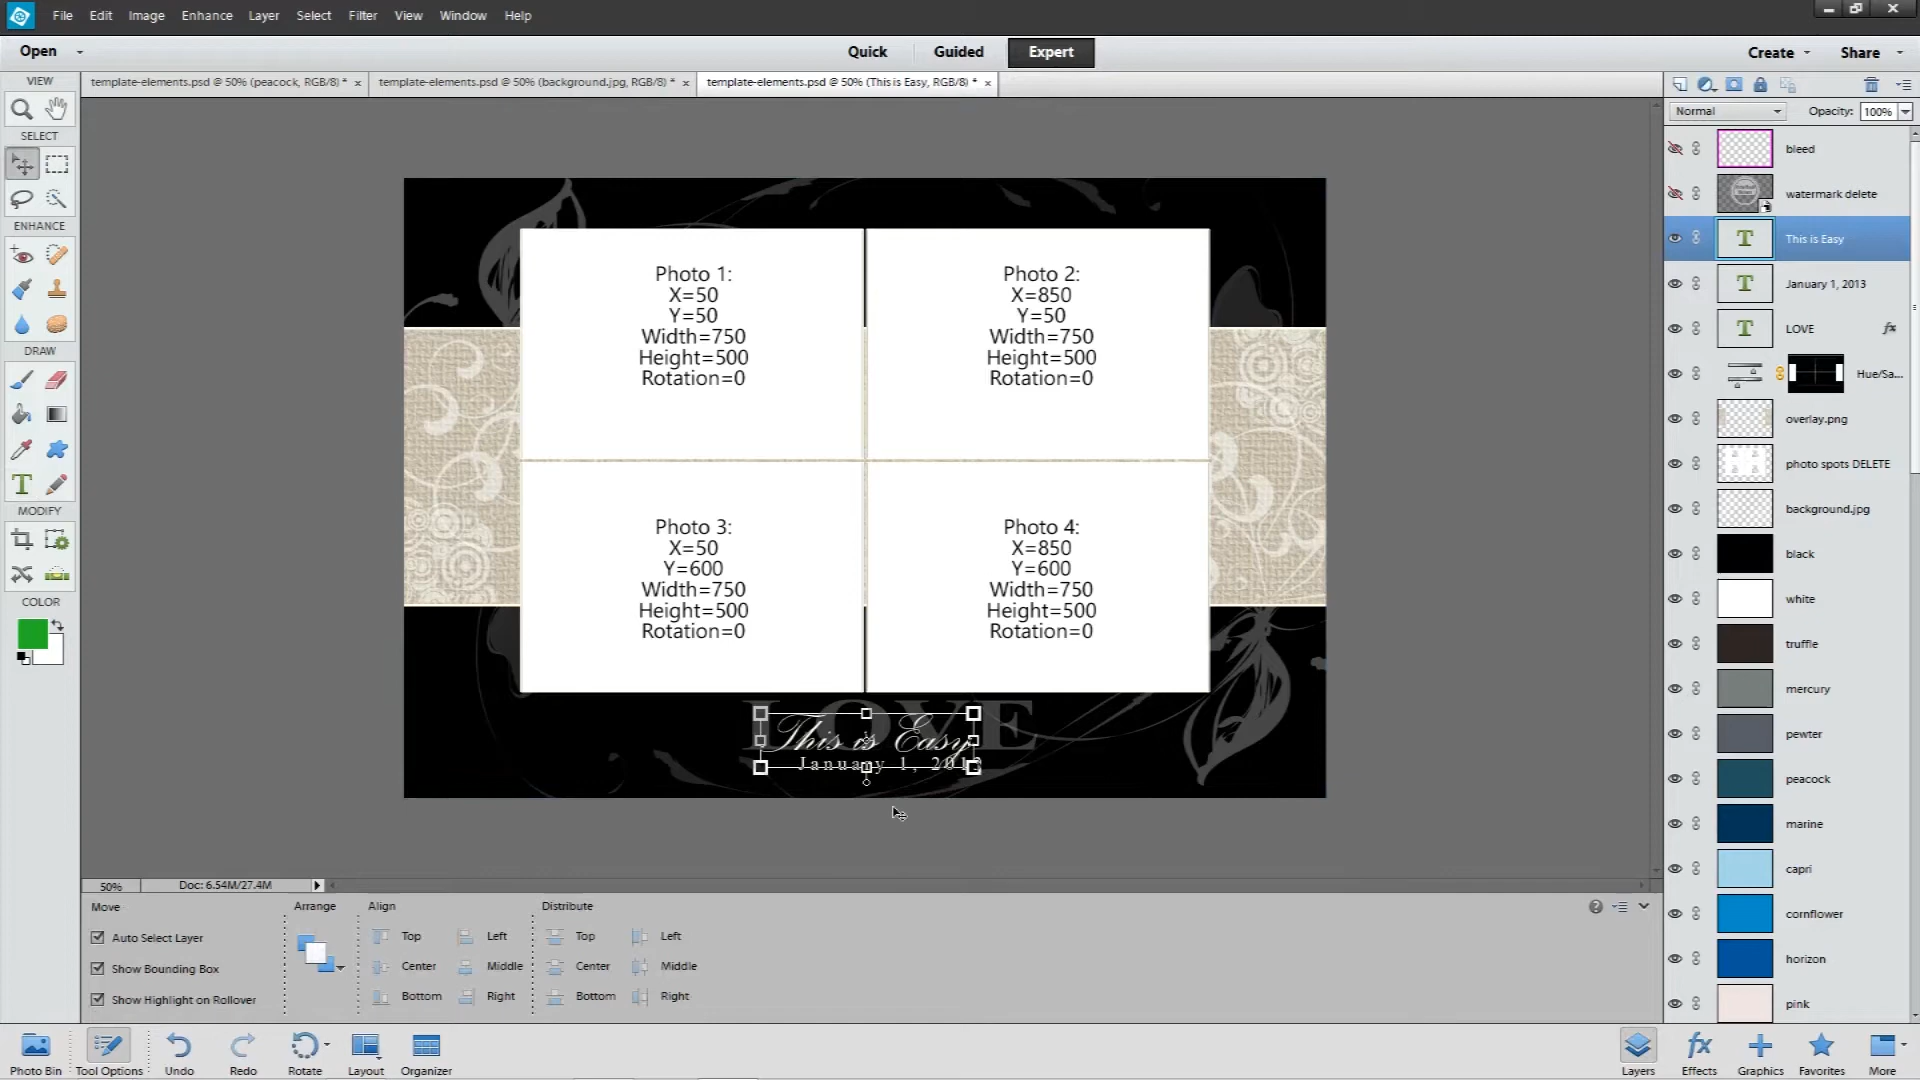 File Edit Image Enhance Layer Select Filter View Window Help
Open Quick Guided Expert Create Share
VIEW
template-elements.psd @ 50% (peacock, RGB/8) * × template-elements.psd @ 50% (background.jpg, RGB/8) * × template-elements.psd @ 50% (This is Easy, RGB/8) * ×
Normal Opacity: 100%
SELECT
ENHANCE
DRAW
T
MODIFY
COLOR
Photo 1:
X=50
Y=50
Width=750
Height=500
Rotation=0
Photo 2:
X=850
Y=50
Width=750
Height=500
Rotation=0
Photo 3:
X=50
Y=600
Width=750
Height=500
Rotation=0
Photo 4:
X=850
Y=600
Width=750
Height=500
Rotation=0
LOVE
This is Easy
January 1, 2013
bleed
watermark delete
T This is Easy
T January 1, 2013
T LOVE fx
Hue/Sa...
overlay.png
photo spots DELETE
background.jpg
black
white
truffle
mercury
pewter
peacock
marine
capri
cornflower
horizon
pink
50% Doc: 6.54M/27.4M
Move Arrange Align Distribute
Auto Select Layer Top Left Top Left
Show Bounding Box Center Middle Center Middle
Show Highlight on Rollover Bottom Right Bottom Right
Photo Bin Tool Options Undo Redo Rotate Layout Organizer Layers fx Effects Graphics Favorites More